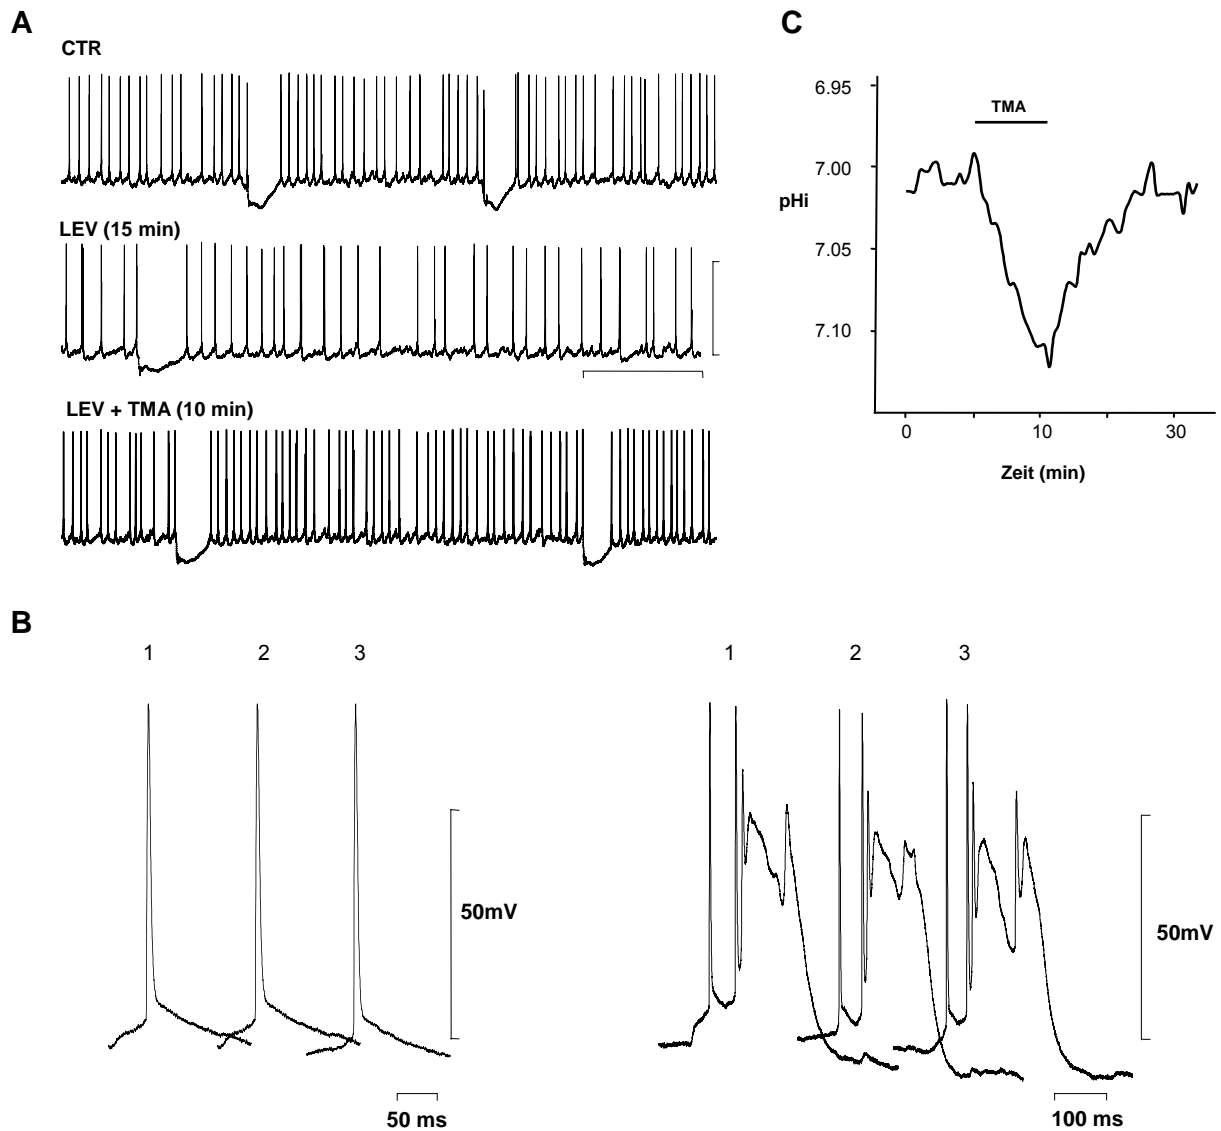 A
CTR
LEV (15 min)
LEV + TMA (10 min)
C
6.95
TMA
7.00
pHi
7.05
7.10
0 10 30
Zeit (min)
B
1 2 3
50mV
50 ms
1 2 3
50mV
100 ms